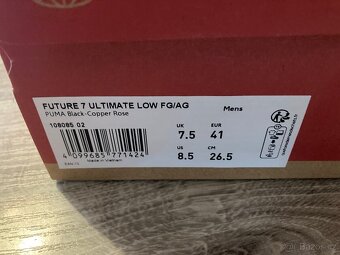 FUTURE 7 ULTIMATE LOW FG/AG
Mens
PUMA Black-Copper Rose
108085 02
UK
EUR
7.5
41
US
CM
8.5
26.5
4 099685 771424
Made in Vietnam